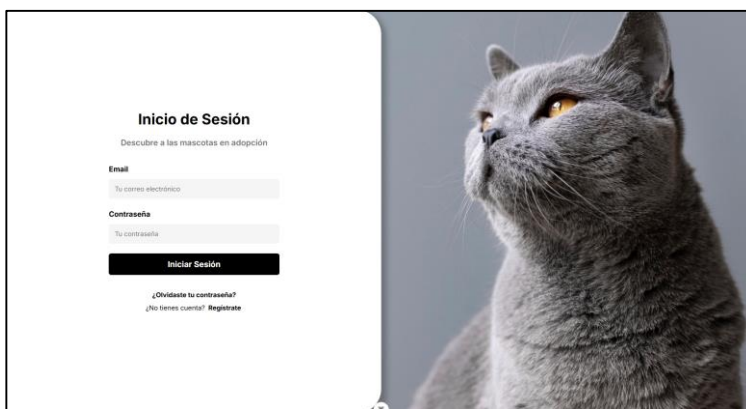 Inicio de Sesión
Descubre a las mascotas en adopción
Email
Tu correo electrónico
Contraseña
Tu contraseña
Iniciar Sesión
¿Olvidaste tu contraseña?
¿No tienes cuenta? Regístrate